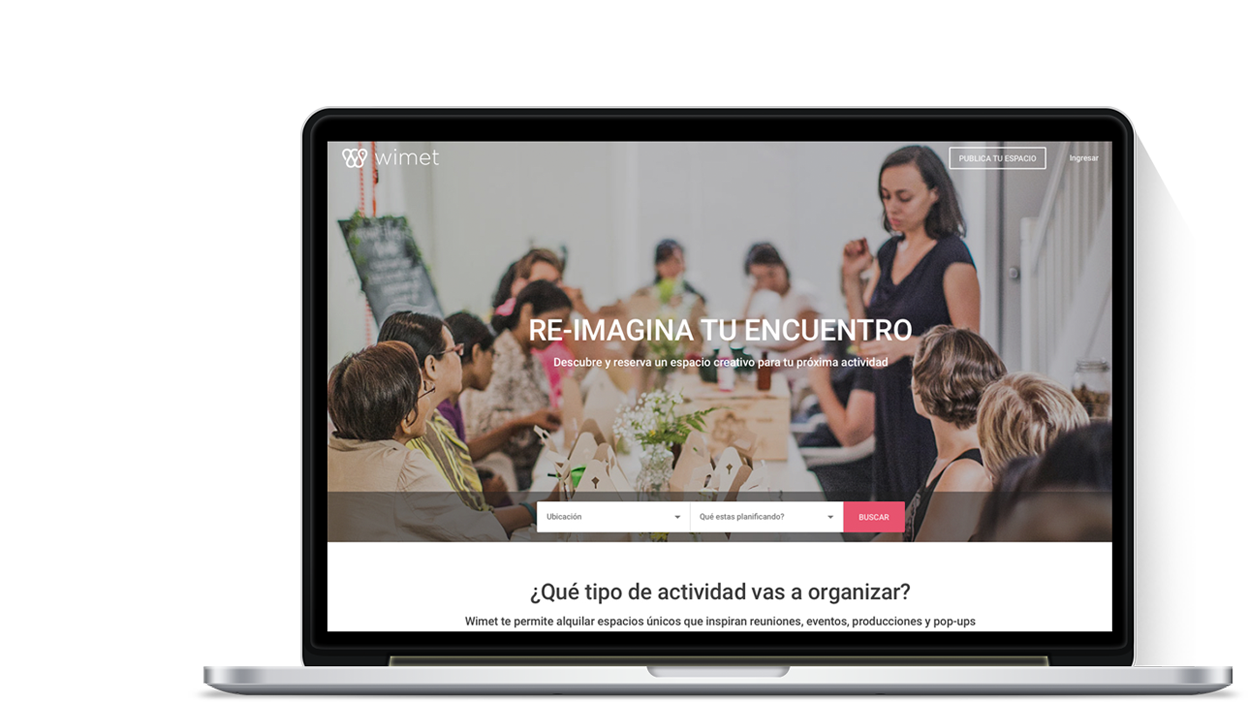 wimet
PUBLICA TU ESPACIO
Ingresar
RE-IMAGINA TU ENCUENTRO
Descubre y reserva un espacio creativo para tu próxima actividad
Ubicación
Qué estas planificando?
BUSCAR
¿Qué tipo de actividad vas a organizar?
Wimet te permite alquilar espacios únicos que inspiran reuniones, eventos, producciones y pop-ups